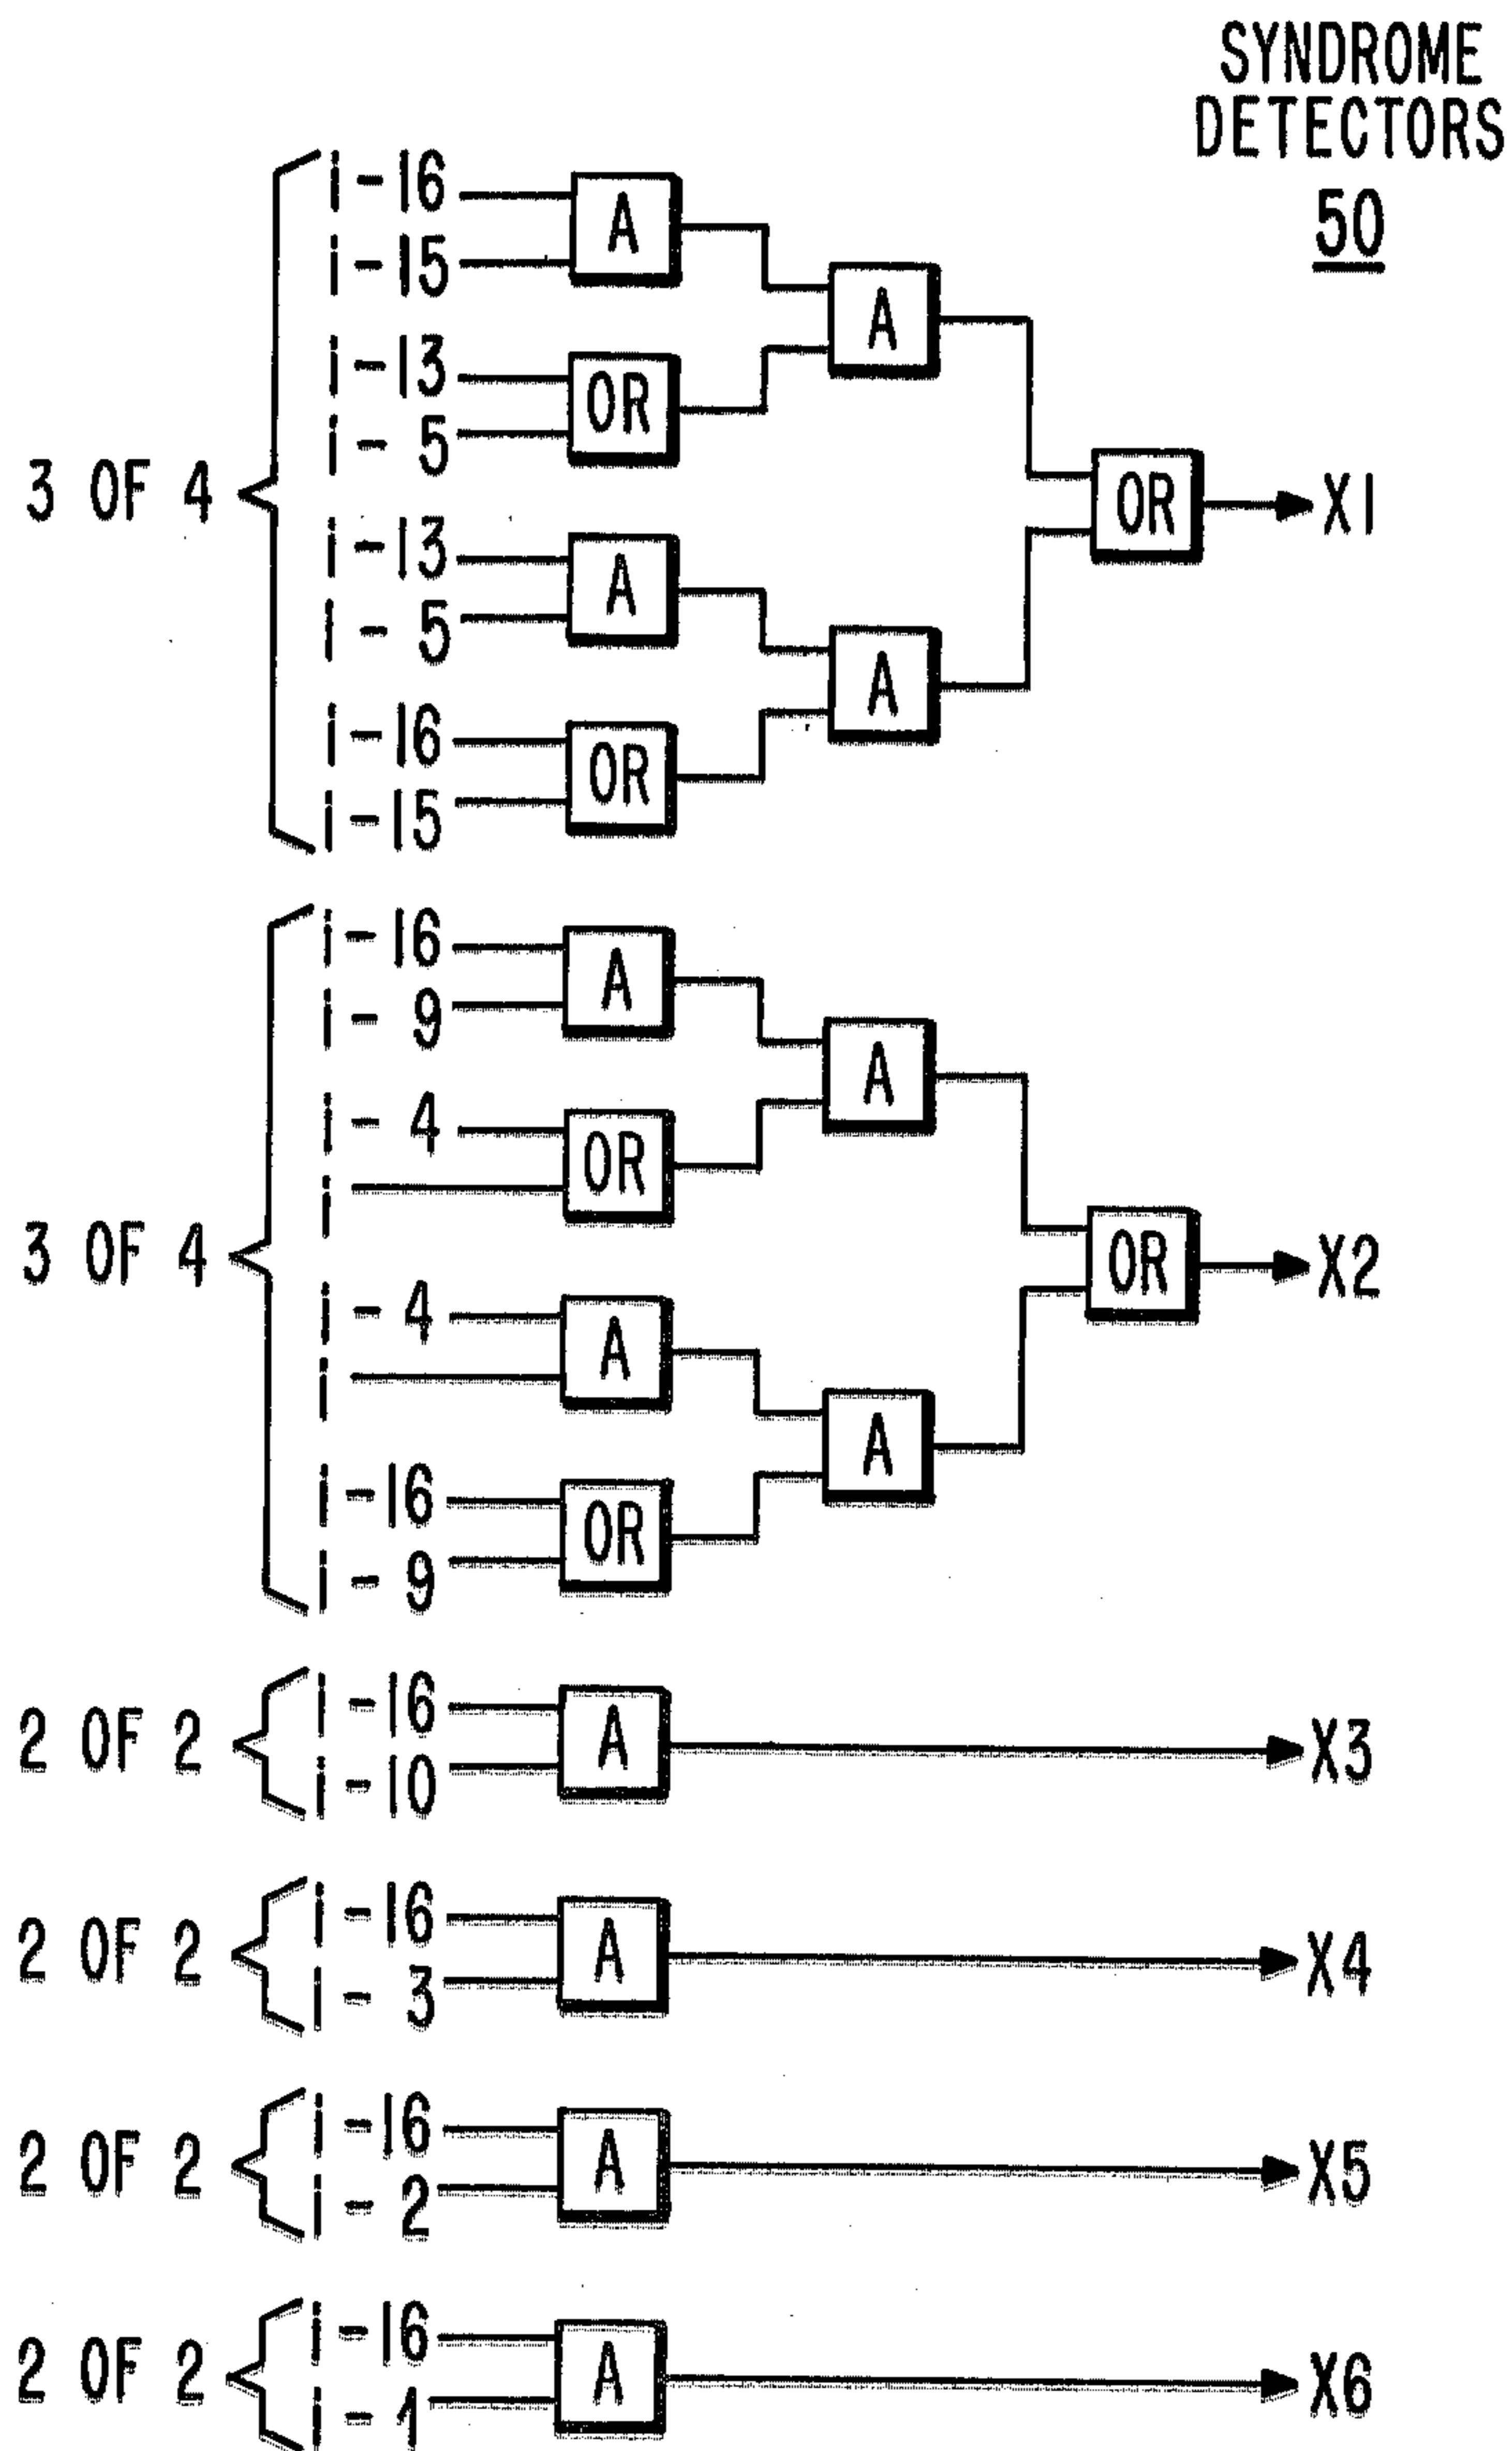 SYNDROME
DETECTORS
50
i-16
A
i-15
A
i-13
OR
i- 5
3 OF 4
OR
X1
i-13
A
i- 5
A
i-16
OR
i-15
i-16
A
i- 9
A
i- 4
OR
i
3 OF 4
OR
X2
i- 4
A
i
A
i-16
OR
i- 9
2 OF 2
i-16
i-10
A
X3
2 OF 2
i-16
i- 3
A
X4
2 OF 2
i-16
i- 2
A
X5
2 OF 2
i-16
i- 1
A
X6